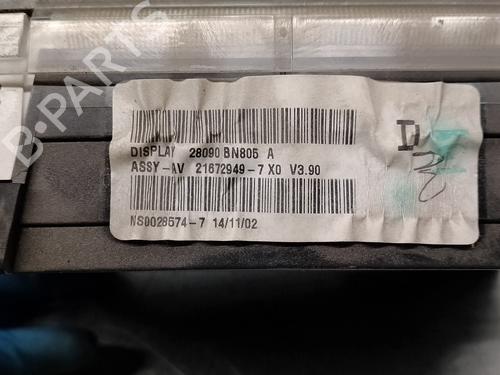 B-PARTS
DISPLAY 28090 BN805 A
ASSY-AV 21672949-7 X0 V3.90
NS0028574-7 14/11/02